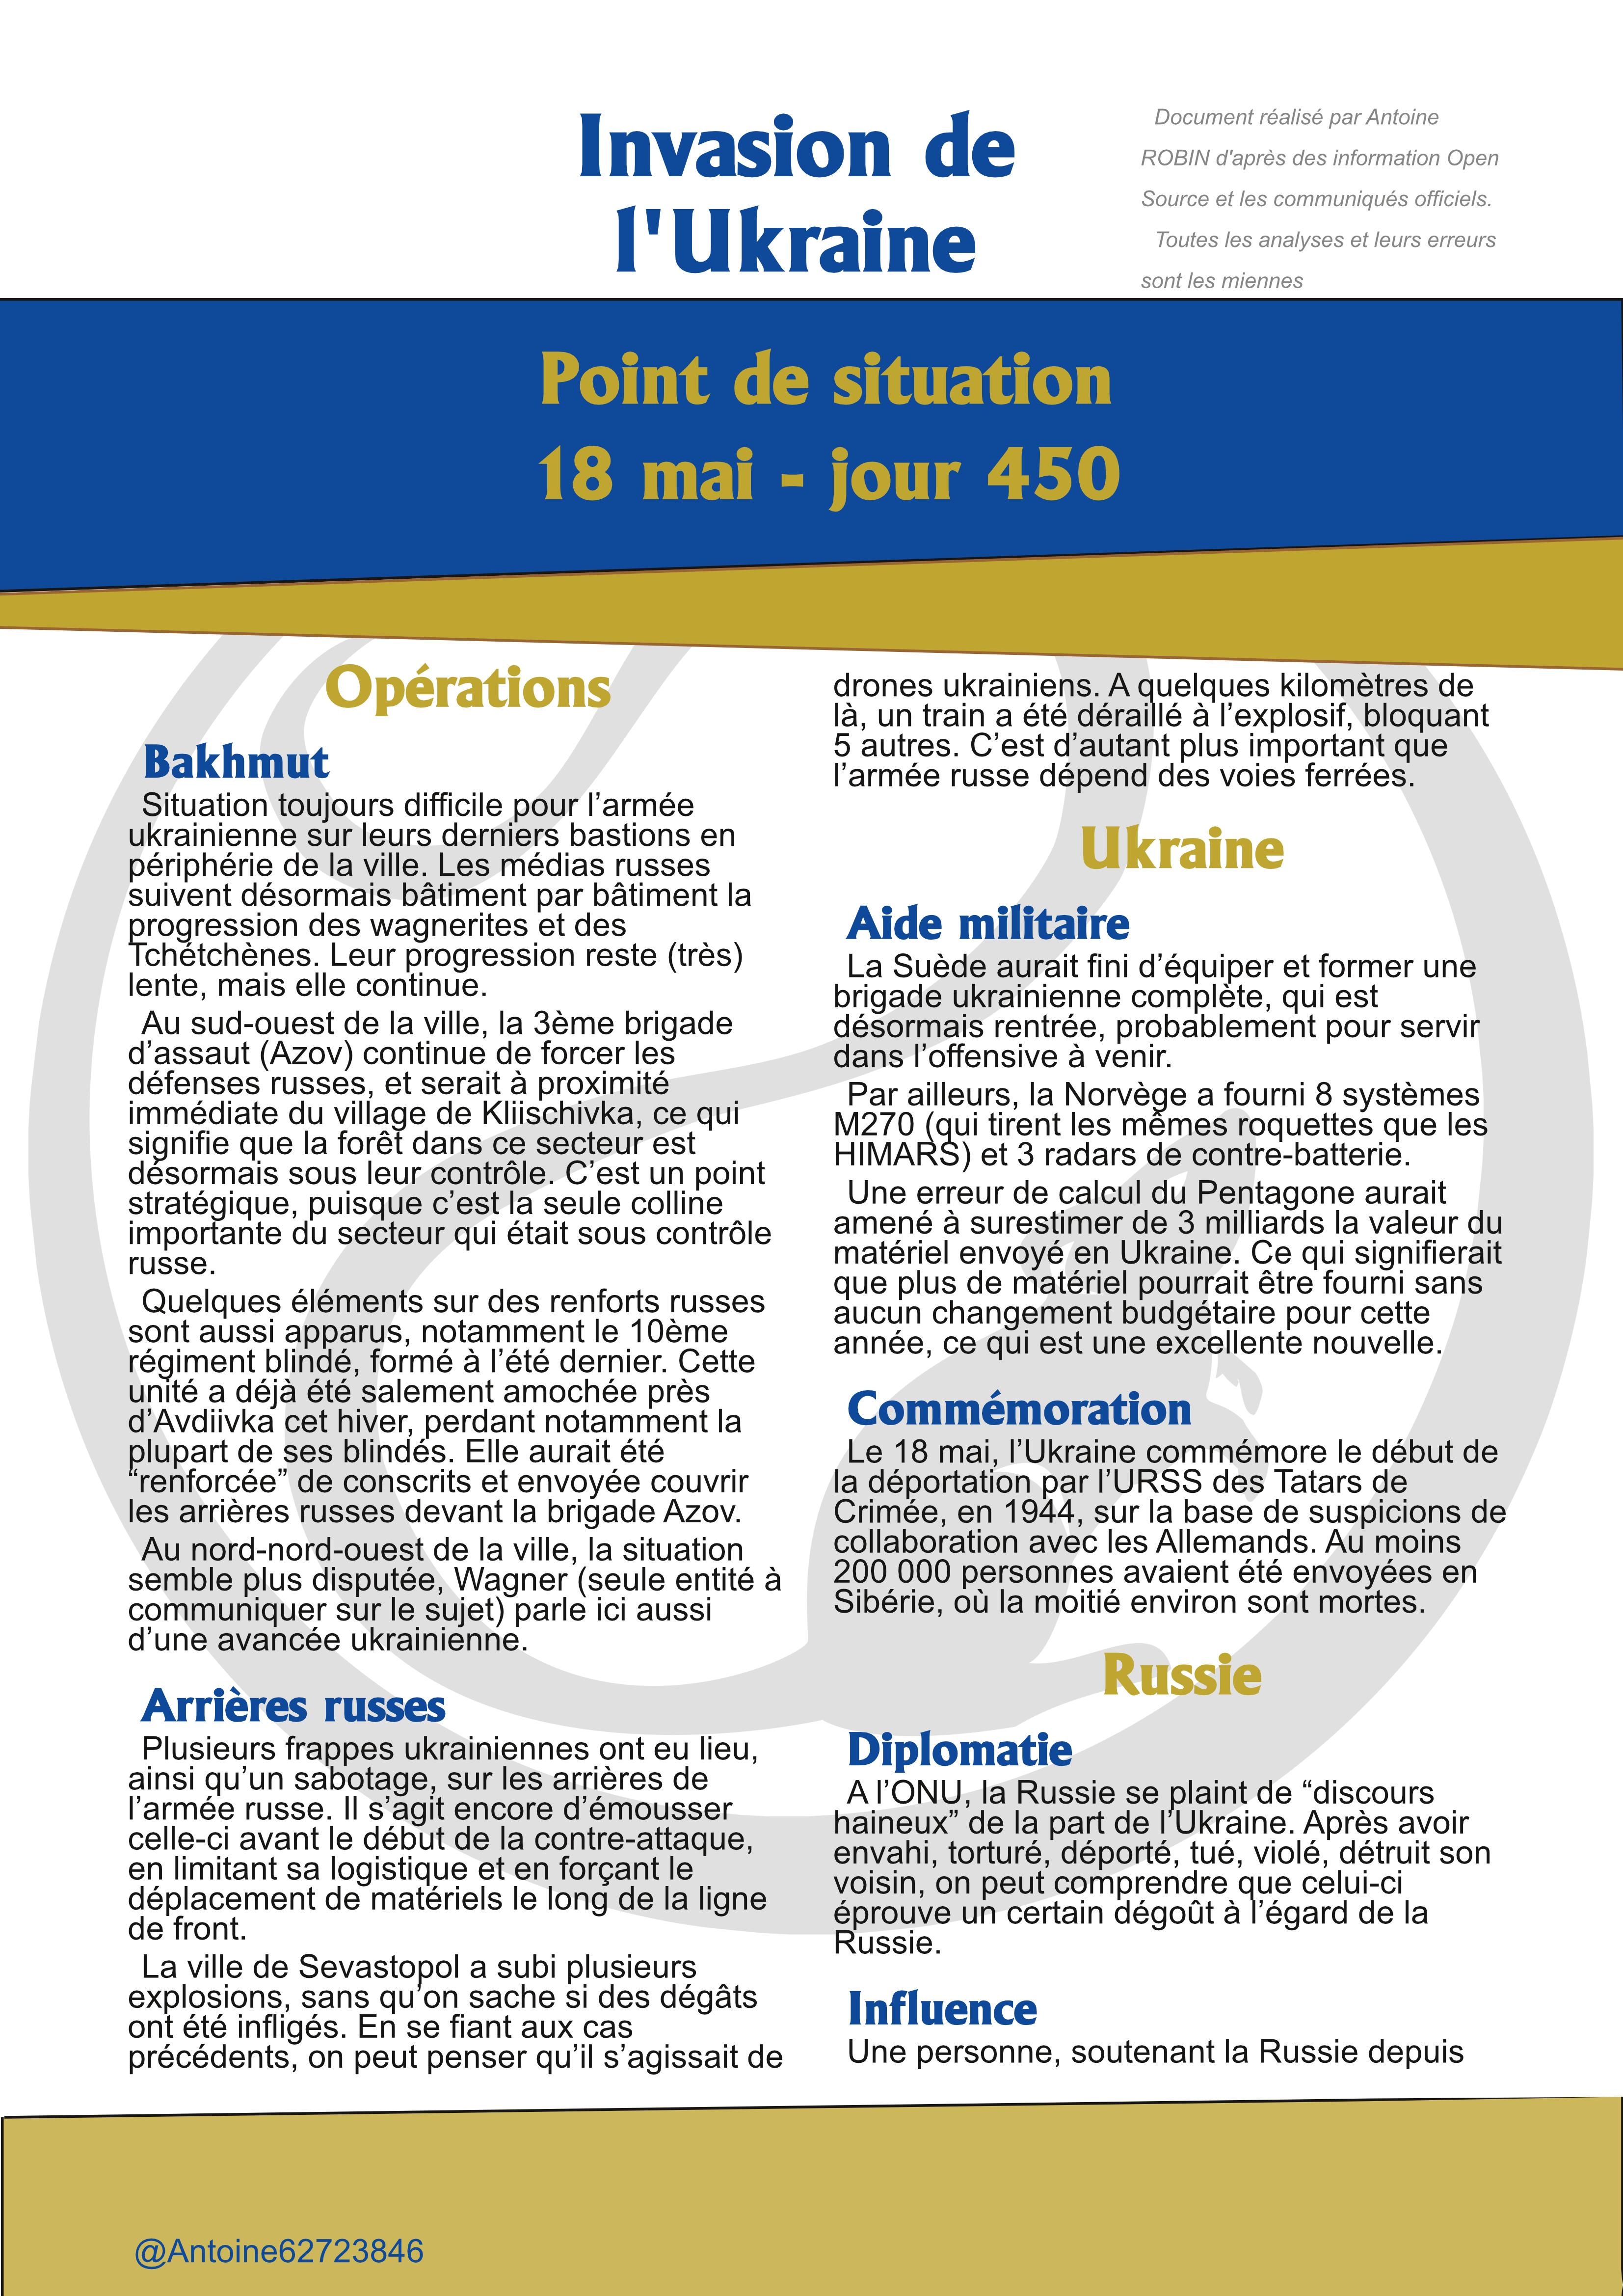 Invasion de
l'Ukraine
Document réalisé par Antoine
ROBIN d'après des information Open
Source et les communiqués officiels.
Toutes les analyses et leurs erreurs
sont les miennes
Point de situation
18 mai - jour 450
Opérations
Bakhmut
Situation toujours difficile pour l’armée
ukrainienne sur leurs derniers bastions en
périphérie de la ville. Les médias russes
suivent désormais bâtiment par bâtiment la
progression des wagnerites et des
Tchétchènes. Leur progression reste (très)
lente, mais elle continue.
Au sud-ouest de la ville, la 3ème brigade
d’assaut (Azov) continue de forcer les
défenses russes, et serait à proximité
immédiate du village de Kliischivka, ce qui
signifie que la forêt dans ce secteur est
désormais sous leur contrôle. C’est un point
stratégique, puisque c’est la seule colline
importante du secteur qui était sous contrôle
russe.
Quelques éléments sur des renforts russes
sont aussi apparus, notamment le 10ème
régiment blindé, formé à l’été dernier. Cette
unité a déjà été salement amochée près
d’Avdiivka cet hiver, perdant notamment la
plupart de ses blindés. Elle aurait été
“renforcée” de conscrits et envoyée couvrir
les arrières russes devant la brigade Azov.
Au nord-nord-ouest de la ville, la situation
semble plus disputée, Wagner (seule entité à
communiquer sur le sujet) parle ici aussi
d’une avancée ukrainienne.
Arrières russes
Plusieurs frappes ukrainiennes ont eu lieu,
ainsi qu’un sabotage, sur les arrières de
l’armée russe. Il s’agit encore d’émousser
celle-ci avant le début de la contre-attaque,
en limitant sa logistique et en forçant le
déplacement de matériels le long de la ligne
de front.
La ville de Sevastopol a subi plusieurs
explosions, sans qu’on sache si des dégâts
ont été infligés. En se fiant aux cas
précédents, on peut penser qu’il s’agissait de
drones ukrainiens. A quelques kilomètres de
là, un train a été déraillé à l’explosif, bloquant
5 autres. C’est d’autant plus important que
l’armée russe dépend des voies ferrées.
Ukraine
Aide militaire
La Suède aurait fini d’équiper et former une
brigade ukrainienne complète, qui est
désormais rentrée, probablement pour servir
dans l’offensive à venir.
Par ailleurs, la Norvège a fourni 8 systèmes
M270 (qui tirent les mêmes roquettes que les
HIMARS) et 3 radars de contre-batterie.
Une erreur de calcul du Pentagone aurait
amené à surestimer de 3 milliards la valeur du
matériel envoyé en Ukraine. Ce qui signifierait
que plus de matériel pourrait être fourni sans
aucun changement budgétaire pour cette
année, ce qui est une excellente nouvelle.
Commémoration
Le 18 mai, l’Ukraine commémore le début de
la déportation par l’URSS des Tatars de
Crimée, en 1944, sur la base de suspicions de
collaboration avec les Allemands. Au moins
200 000 personnes avaient été envoyées en
Sibérie, où la moitié environ sont mortes.
Russie
Diplomatie
A l’ONU, la Russie se plaint de “discours
haineux” de la part de l’Ukraine. Après avoir
envahi, torturé, déporté, tué, violé, détruit son
voisin, on peut comprendre que celui-ci
éprouve un certain dégoût à l’égard de la
Russie.
Influence
Une personne, soutenant la Russie depuis
@Antoine62723846